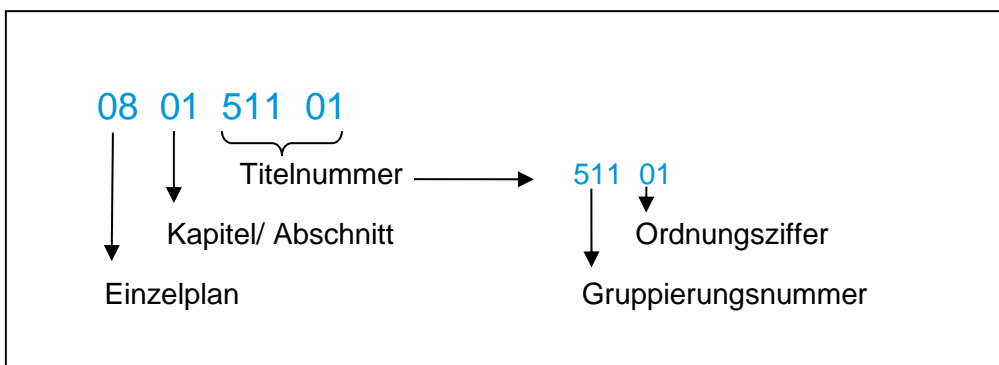 08 01 511 01
Titelnummer
511 01
Kapitel/ Abschnitt
Ordnungsziffer
Einzelplan
Gruppierungsnummer